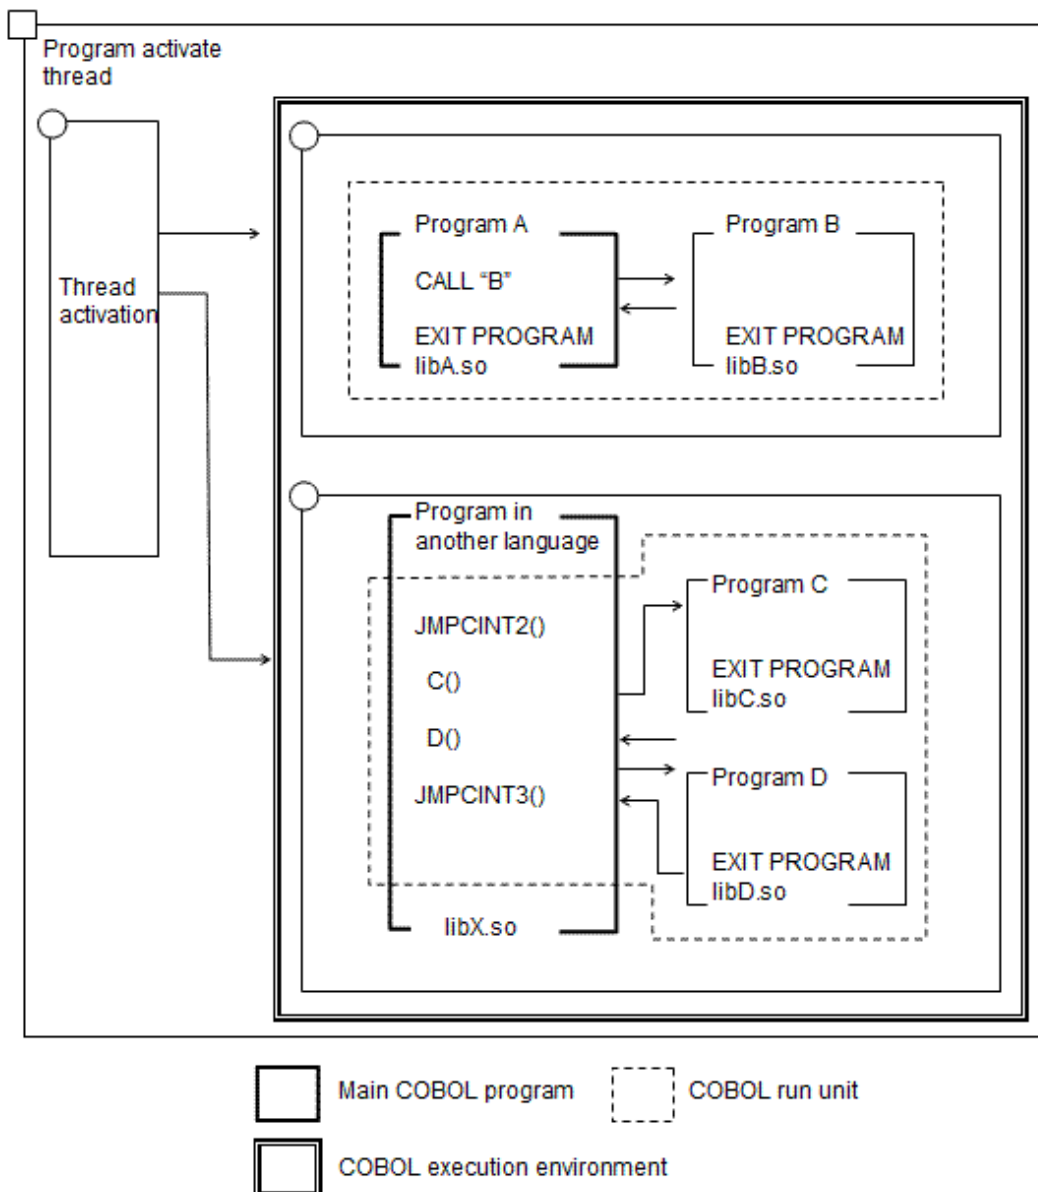 Program activate
thread
Thread
activation
Program A
CALL “B”
EXIT PROGRAM
libA.so
Program B
EXIT PROGRAM
libB.so
Program in
another language
JMPCINT2()
C()
D()
JMPCINT3()
libX.so
Program C
EXIT PROGRAM
libC.so
Program D
EXIT PROGRAM
libD.so
Main COBOL program
COBOL run unit
COBOL execution environment